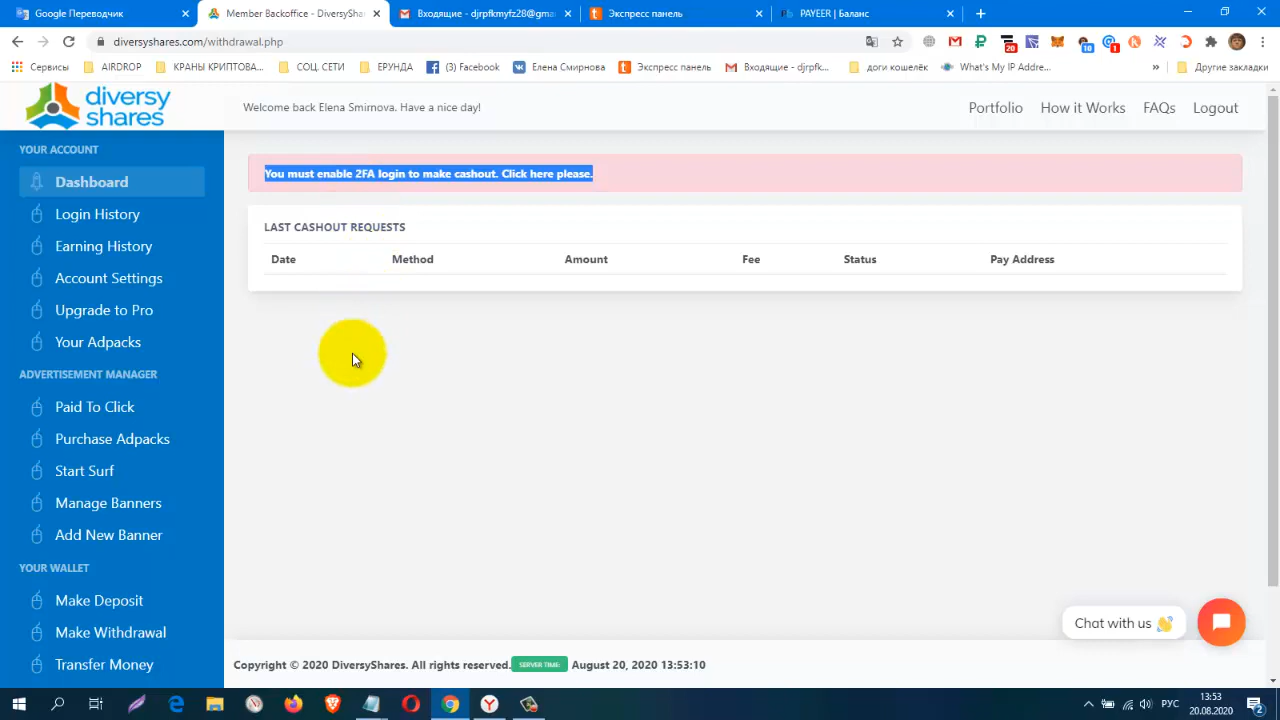 Google Переводчик
Member Backoffice - DiversySha
Входящие - djrpfkmyfz28@gma
Экспресс панель
PAYEER | Баланс
diversyshares.com/withdrawal.php
20
10
1
Сервисы
AIRDROP
КРАНЫ КРИПТОВА...
СОЦ. СЕТИ
ЕРУНДА
(3) Facebook
Елена Смирнова
Экспресс панель
Входящие - djrpfk...
доги кошелёк
What's My IP Addre...
»
Другие закладки
diversy
shares
Welcome back Elena Smirnova. Have a nice day!
Portfolio
How it Works
FAQs
Logout
YOUR ACCOUNT
Dashboard
Login History
Earning History
Account Settings
Upgrade to Pro
Your Adpacks
ADVERTISEMENT MANAGER
Paid To Click
Purchase Adpacks
Start Surf
Manage Banners
Add New Banner
YOUR WALLET
Make Deposit
Make Withdrawal
Transfer Money
You must enable 2FA login to make cashout. Click here please.
LAST CASHOUT REQUESTS
Date Method Amount Fee Status Pay Address
Chat with us 👋
Copyright © 2020 DiversyShares. All rights reserved. SERVER TIME: August 20, 2020 13:53:10
РУС
13:53
20.08.2020
2